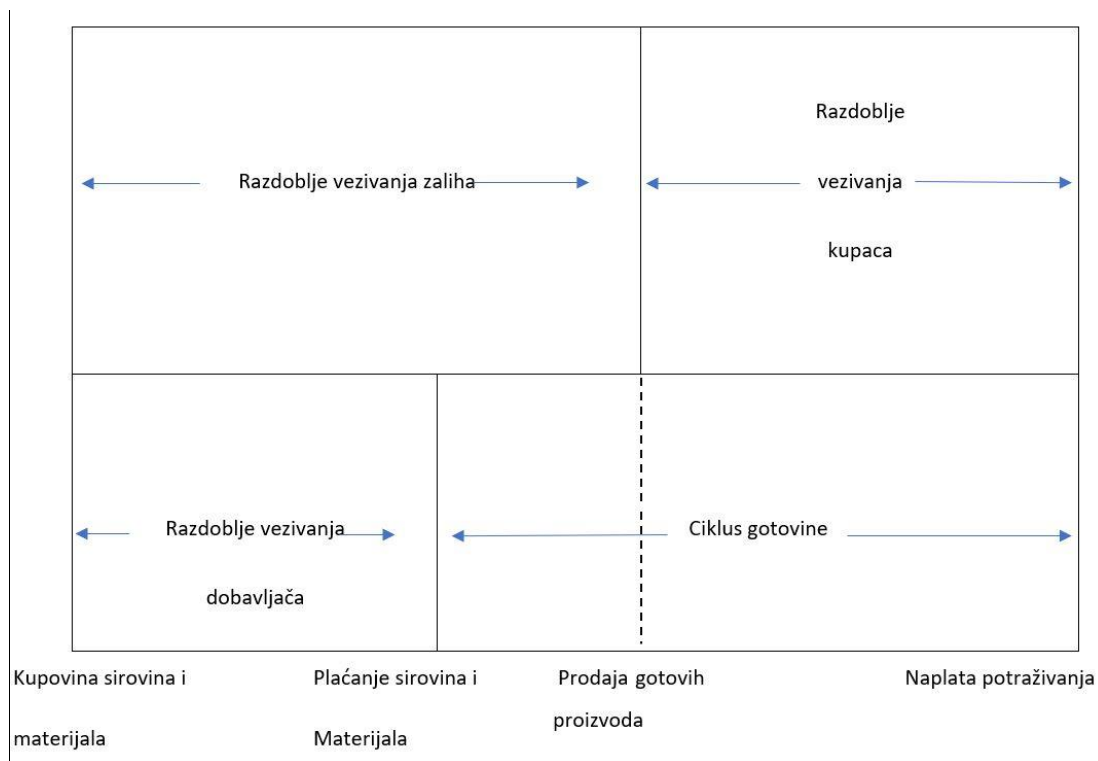 Razdoblje
Razdoblje vezivanja zaliha
vezivanja
kupaca
Razdoblje vezivanja
dobavljača
Ciklus gotovine
Kupovina sirovina i
materijala
Plaćanje sirovina i
Materijala
Prodaja gotovih
proizvoda
Naplata potraživanja